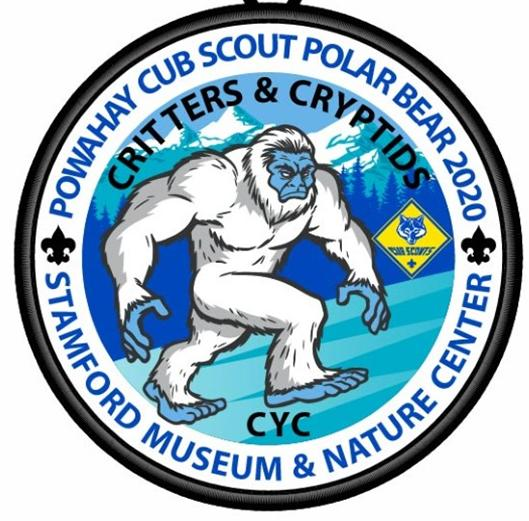 POWAHAY CUB SCOUT POLAR BEAR 2020
CRITTERS & CRYPTIDS
CUB SCOUTS
CYC
STAMFORD MUSEUM & NATURE CENTER